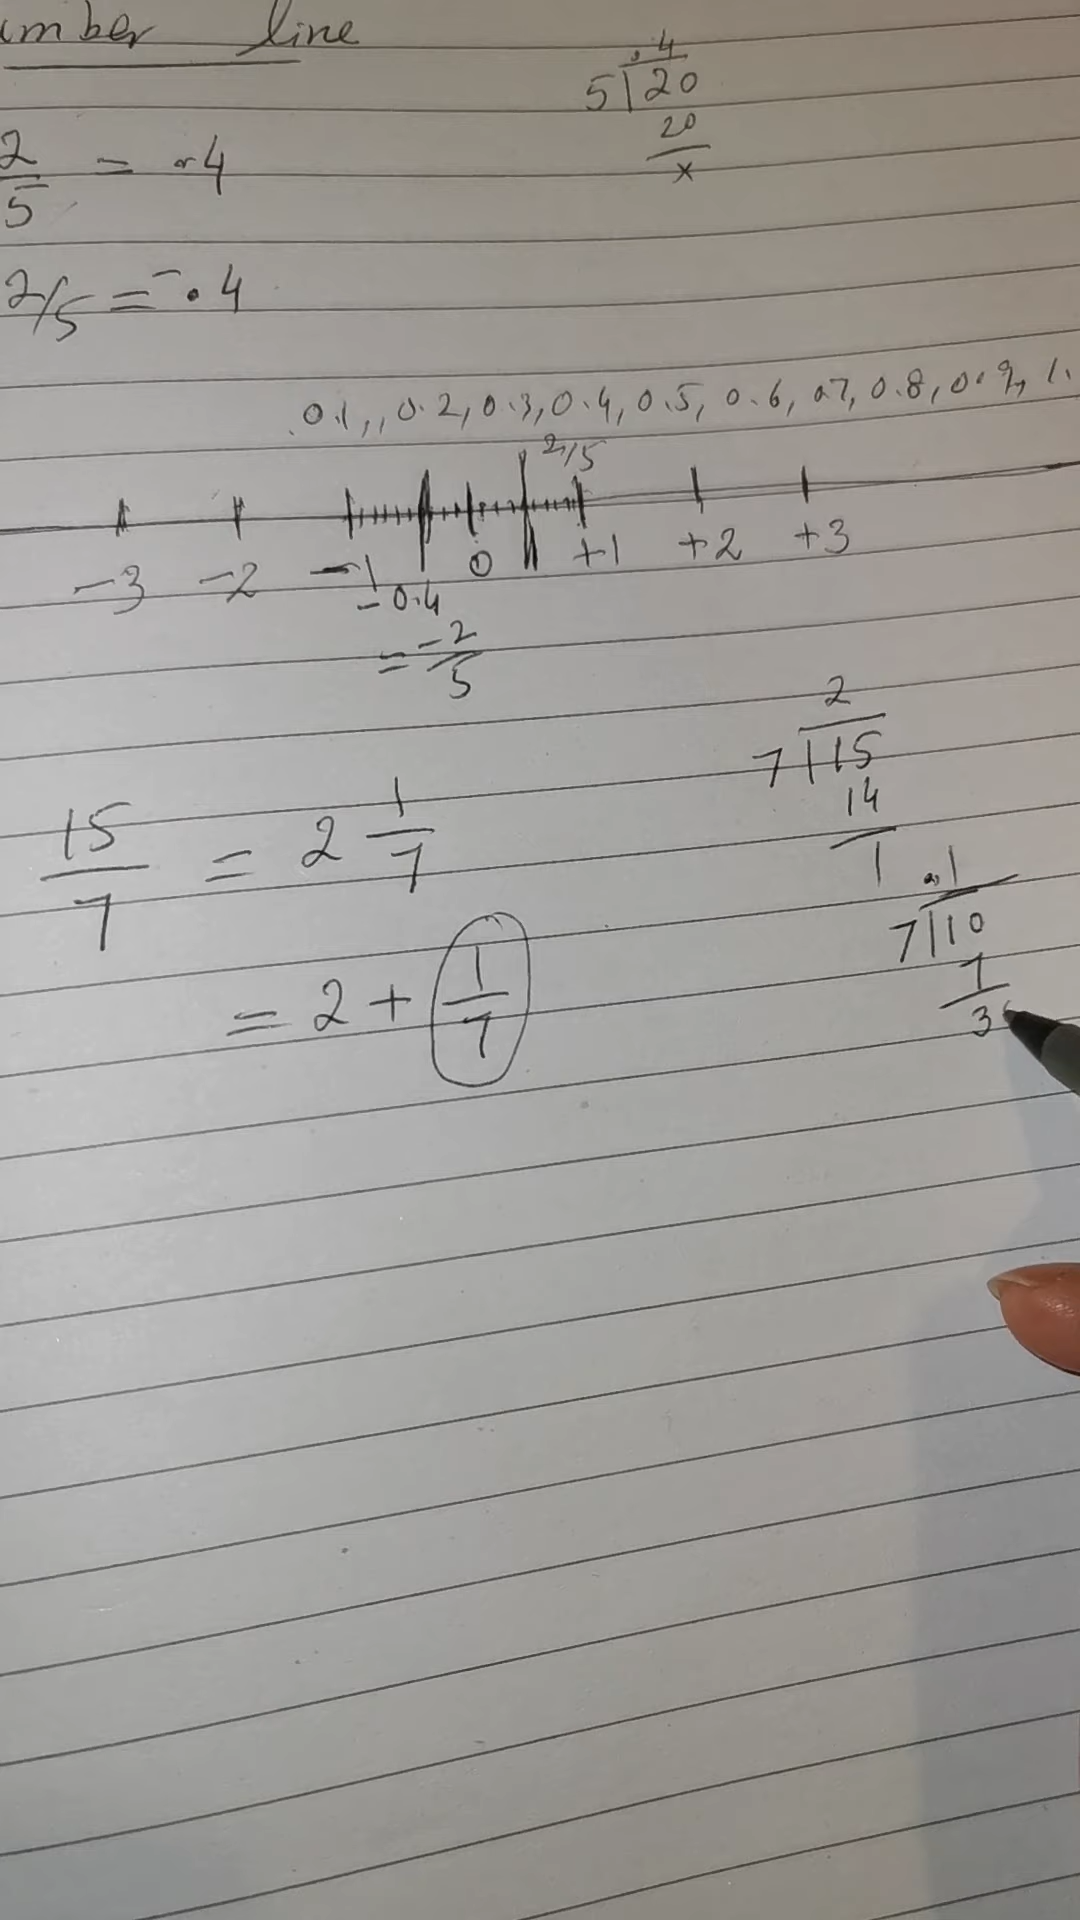 line
.4
5 20
20
x
2
5 = .4
2/5 = -.4
0.1,, 0.2, 0.3, 0.4, 0.5, 0.6, 0.7, 0.8, 0.9, 1.
2/5
-3 -2 -1 0 +1 +2 +3
-0.4
= -2
5
2
7 15
14
1
15
7 = 2 1
7
.1
7 10
7
3
= 2 + 1
7